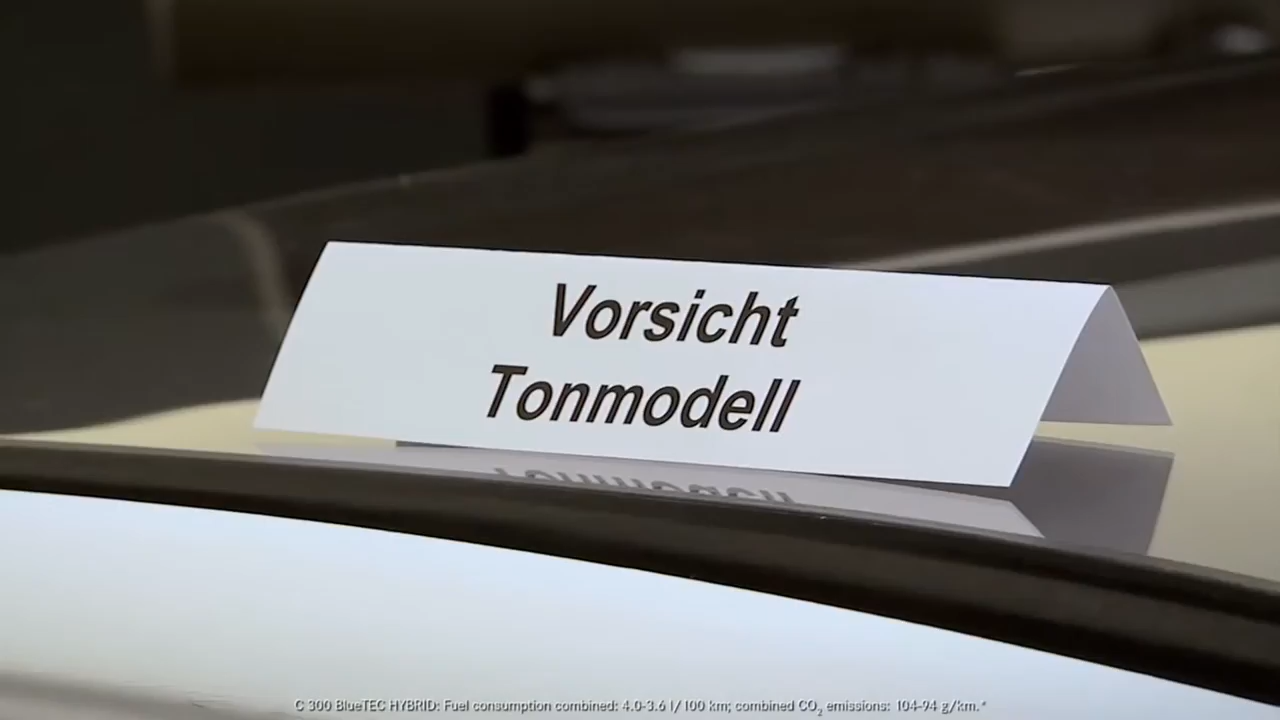 Vorsicht
Tonmodell
C 300 BlueTEC HYBRID: Fuel consumption combined: 4.0-3.6 l/100 km; combined CO₂ emissions: 104-94 g/km.*